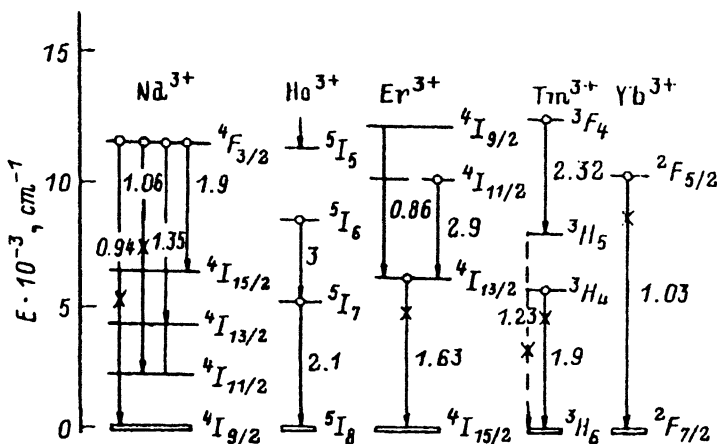 E · 10⁻³, cm⁻¹
15
10
5
0
Nd³⁺
Ho³⁺
Er³⁺
Tm³⁺
Yb³⁺
⁴F₃/₂
1.06
1.9
0.94
1.35
⁴I₁₅/₂
⁴I₁₃/₂
⁴I₁₁/₂
⁴I₉/₂
⁵I₅
⁵I₆
3
⁵I₇
2.1
⁵I₈
⁴I₉/₂
⁴I₁₁/₂
0.86
2.9
⁴I₁₃/₂
1.63
⁴I₁₅/₂
³F₄
2.32
³H₅
³H₄
1.23
1.9
³H₆
²F₅/₂
1.03
²F₇/₂